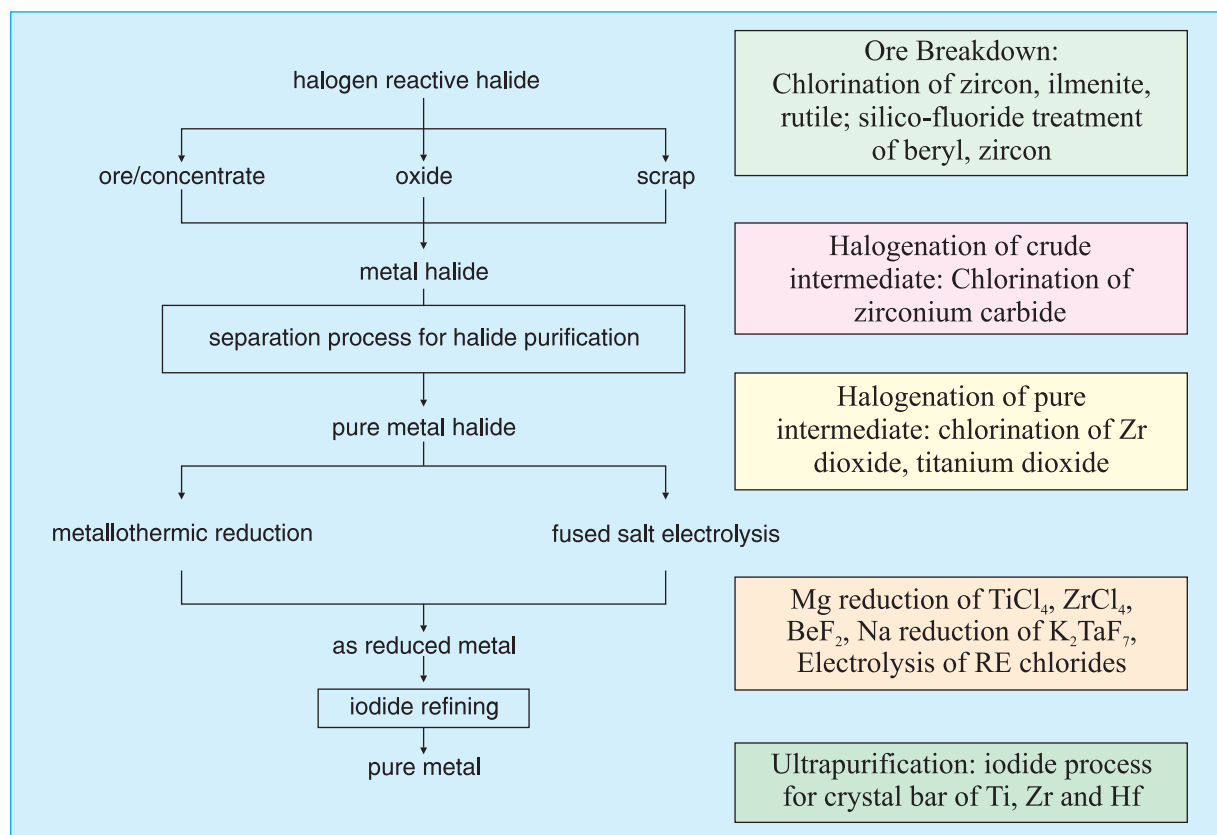 halogen reactive halide
ore/concentrate
oxide
scrap
metal halide
separation process for halide purification
pure metal halide
metallothermic reduction
fused salt electrolysis
as reduced metal
iodide refining
pure metal
Ore Breakdown:
Chlorination of zircon, ilmenite,
rutile; silico-fluoride treatment
of beryl, zircon
Halogenation of crude
intermediate: Chlorination of
zirconium carbide
Halogenation of pure
intermediate: chlorination of Zr
dioxide, titanium dioxide
Mg reduction of TiCl₄, ZrCl₄,
BeF₂, Na reduction of K₂TaF₇,
Electrolysis of RE chlorides
Ultrapurification: iodide process
for crystal bar of Ti, Zr and Hf